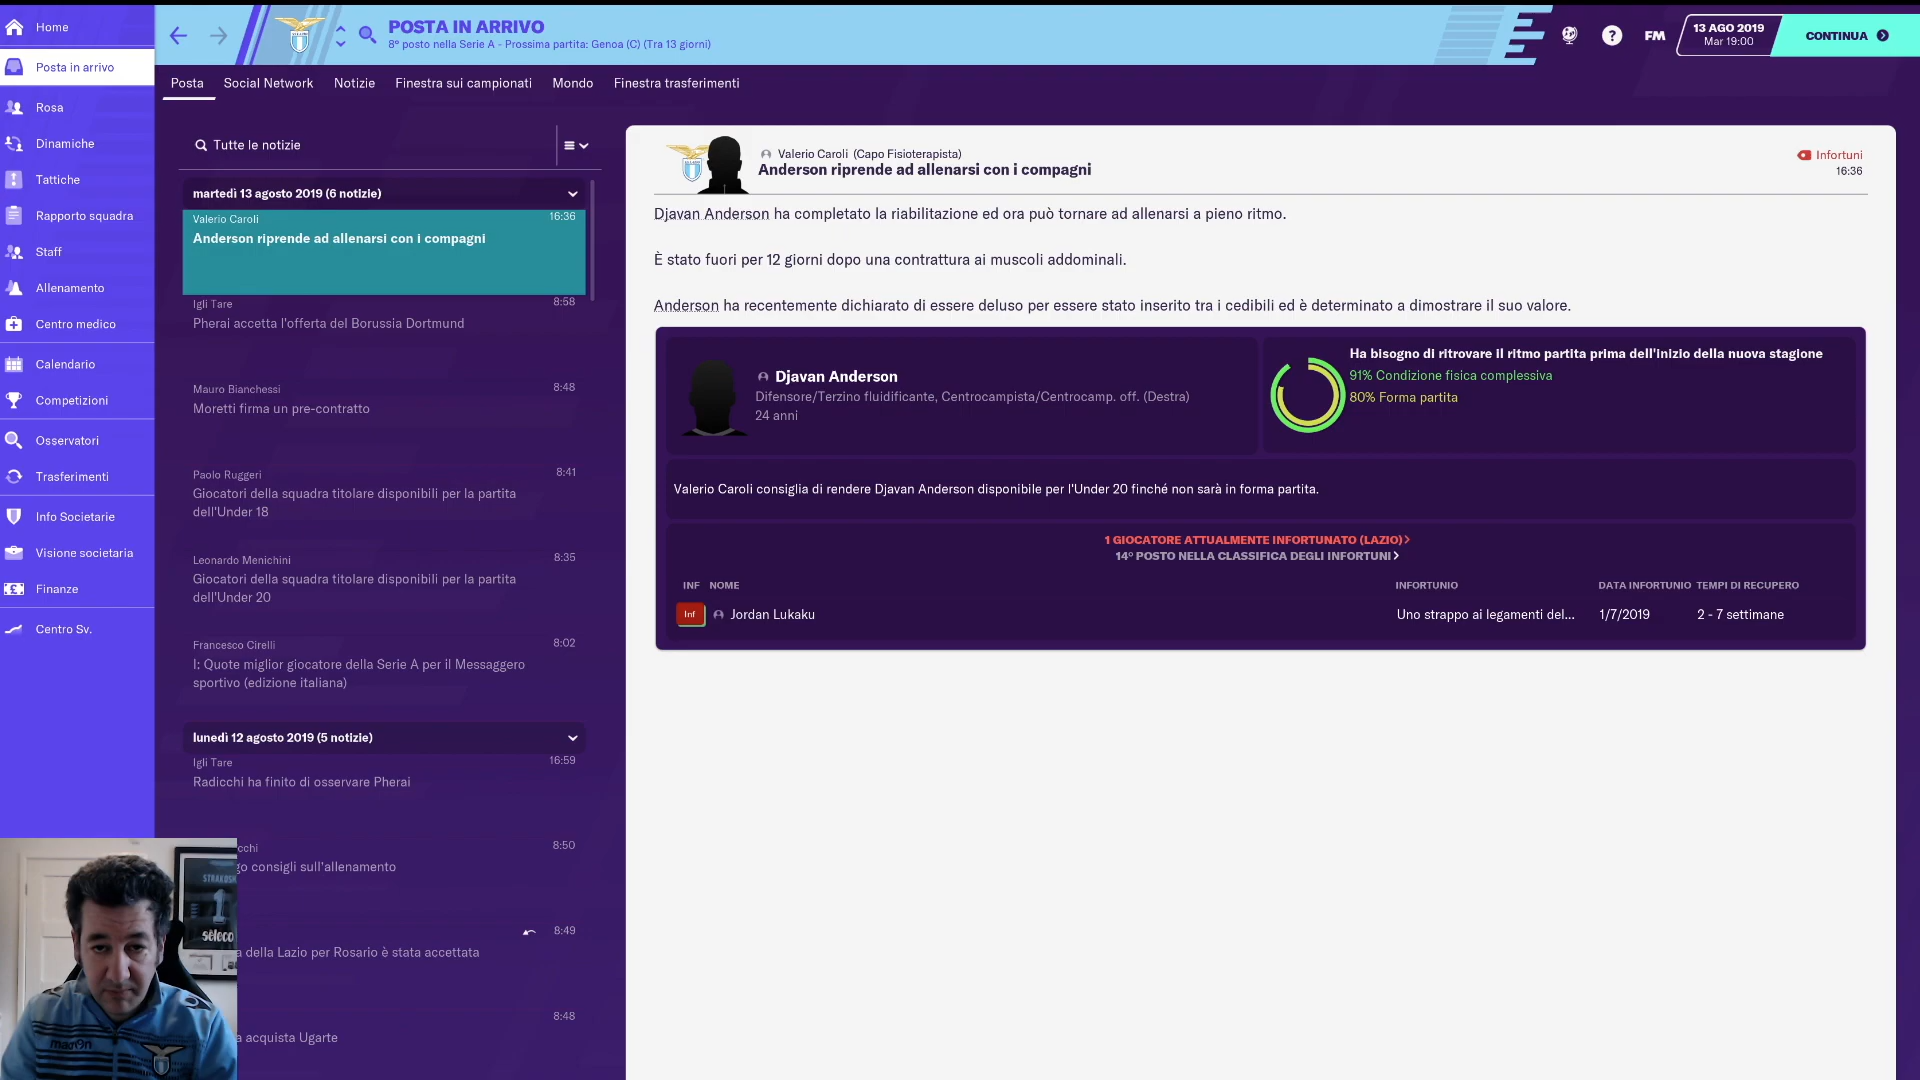 Home
Posta in arrivo
Rosa
Dinamiche
Tattiche
Rapporto squadra
Staff
Allenamento
Centro medico
Calendario
Competizioni
Osservatori
Trasferimenti
Info Societarie
Visione societaria
Finanze
Centro Sv.
POSTA IN ARRIVO
8° posto nella Serie A - Prossima partita: Genoa (C) (Tra 13 giorni)
FM
13 AGO 2019
Mar 19:00
CONTINUA
Posta Social Network Notizie Finestra sui campionati Mondo Finestra trasferimenti
Tutte le notizie
martedì 13 agosto 2019 (6 notizie)
Valerio Caroli 16:36
Anderson riprende ad allenarsi con i compagni
Igli Tare 8:58
Pherai accetta l'offerta del Borussia Dortmund
Mauro Bianchessi 8:48
Moretti firma un pre-contratto
Paolo Ruggeri 8:41
Giocatori della squadra titolare disponibili per la partita
dell'Under 18
Leonardo Menichini 8:35
Giocatori della squadra titolare disponibili per la partita
dell'Under 20
Francesco Cirelli 8:02
I: Quote miglior giocatore della Serie A per il Messaggero
sportivo (edizione italiana)
lunedì 12 agosto 2019 (5 notizie)
Igli Tare 16:59
Radicchi ha finito di osservare Pherai
cchi 8:50
go consigli sull'allenamento
8:49
a della Lazio per Rosario è stata accettata
8:48
a acquista Ugarte
Valerio Caroli (Capo Fisioterapista)
Anderson riprende ad allenarsi con i compagni
Infortuni
16:36
Djavan Anderson ha completato la riabilitazione ed ora può tornare ad allenarsi a pieno ritmo.
È stato fuori per 12 giorni dopo una contrattura ai muscoli addominali.
Anderson ha recentemente dichiarato di essere deluso per essere stato inserito tra i cedibili ed è determinato a dimostrare il suo valore.
Djavan Anderson
Difensore/Terzino fluidificante, Centrocampista/Centrocamp. off. (Destra)
24 anni
Ha bisogno di ritrovare il ritmo partita prima dell'inizio della nuova stagione
91% Condizione fisica complessiva
80% Forma partita
Valerio Caroli consiglia di rendere Djavan Anderson disponibile per l'Under 20 finché non sarà in forma partita.
1 GIOCATORE ATTUALMENTE INFORTUNATO (LAZIO)
14° POSTO NELLA CLASSIFICA DEGLI INFORTUNI
INF NOME INFORTUNIO DATA INFORTUNIO TEMPI DI RECUPERO
Inf Jordan Lukaku Uno strappo ai legamenti del... 1/7/2019 2 - 7 settimane
STRAKOSHA
1
séleco
macron